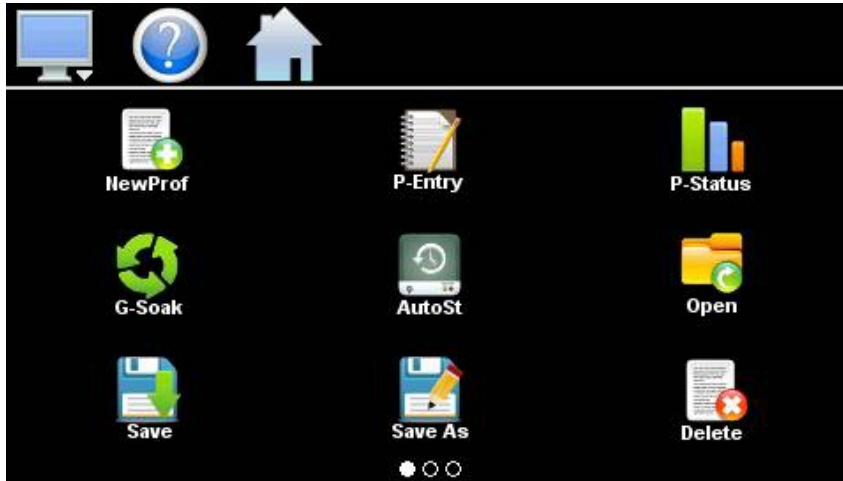 ?
NewProf
P-Entry
P-Status
G-Soak
AutoSt
Open
Save
Save As
Delete